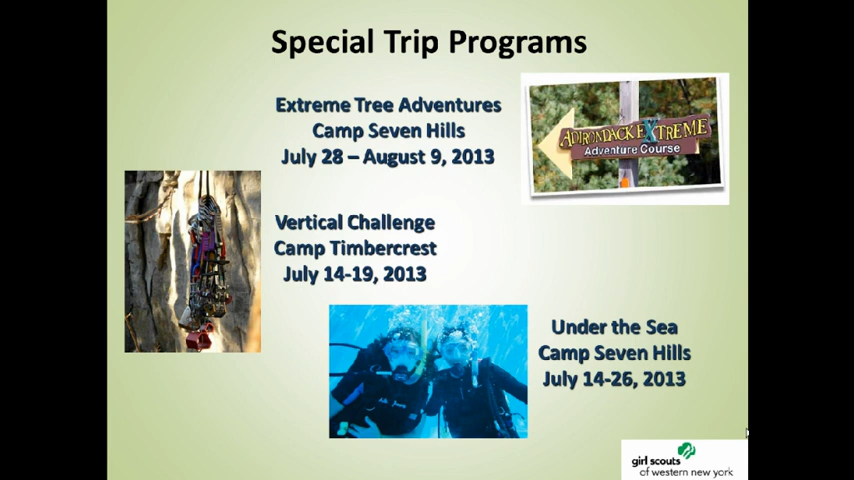 Special Trip Programs
Extreme Tree Adventures
Camp Seven Hills
July 28 – August 9, 2013
ADIRONDACK EXTREME
Adventure Course
Vertical Challenge
Camp Timbercrest
July 14-19, 2013
Under the Sea
Camp Seven Hills
July 14-26, 2013
girl scouts
of western new york